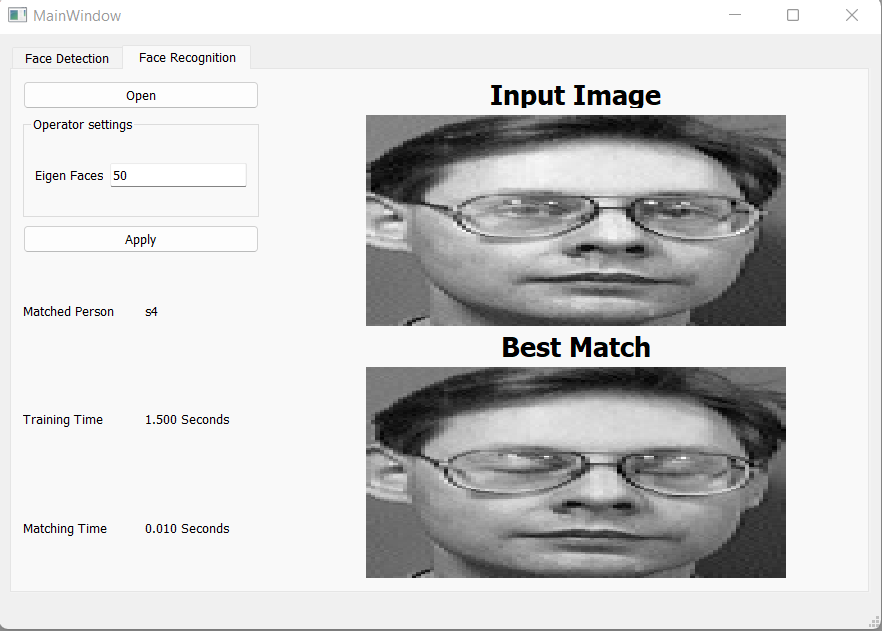 MainWindow
Face Detection
Face Recognition
Open
Operator settings
Eigen Faces 50
Apply
Matched Person s4
Training Time 1.500 Seconds
Matching Time 0.010 Seconds
Input Image
Best Match